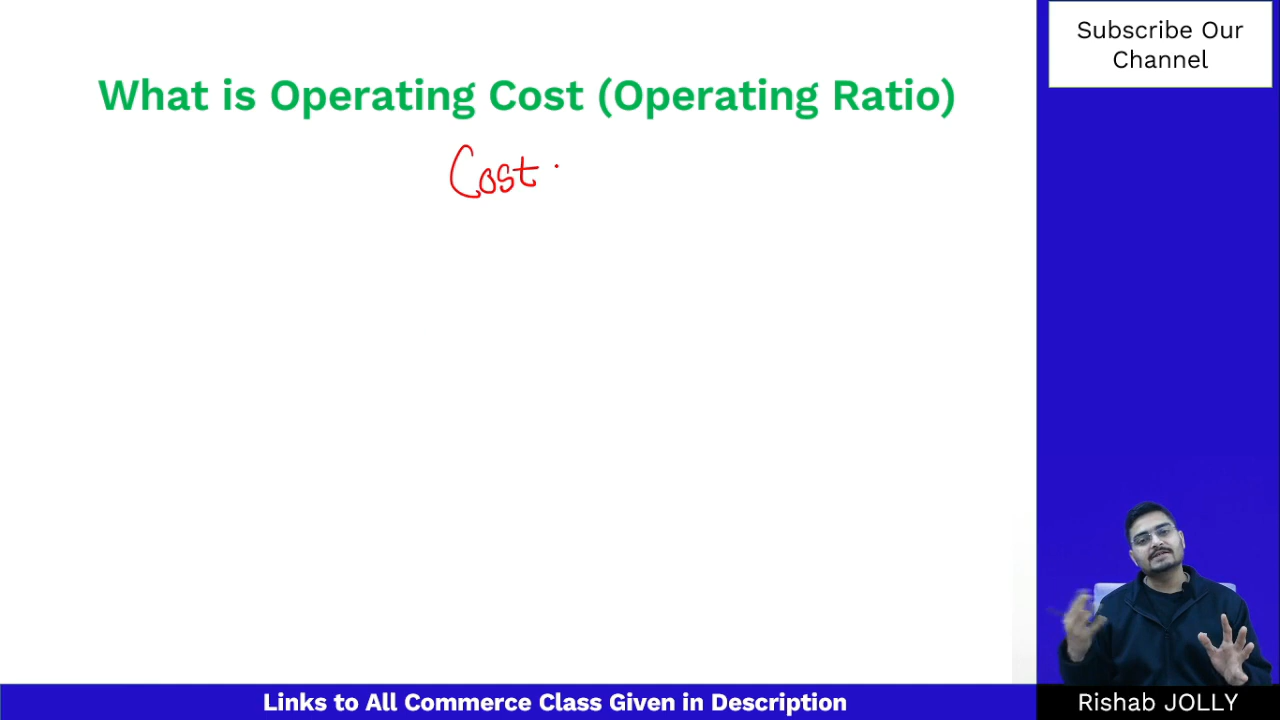 What is Operating Cost (Operating Ratio)
Cost
Subscribe Our
Channel
Links to All Commerce Class Given in Description
Rishab JOLLY